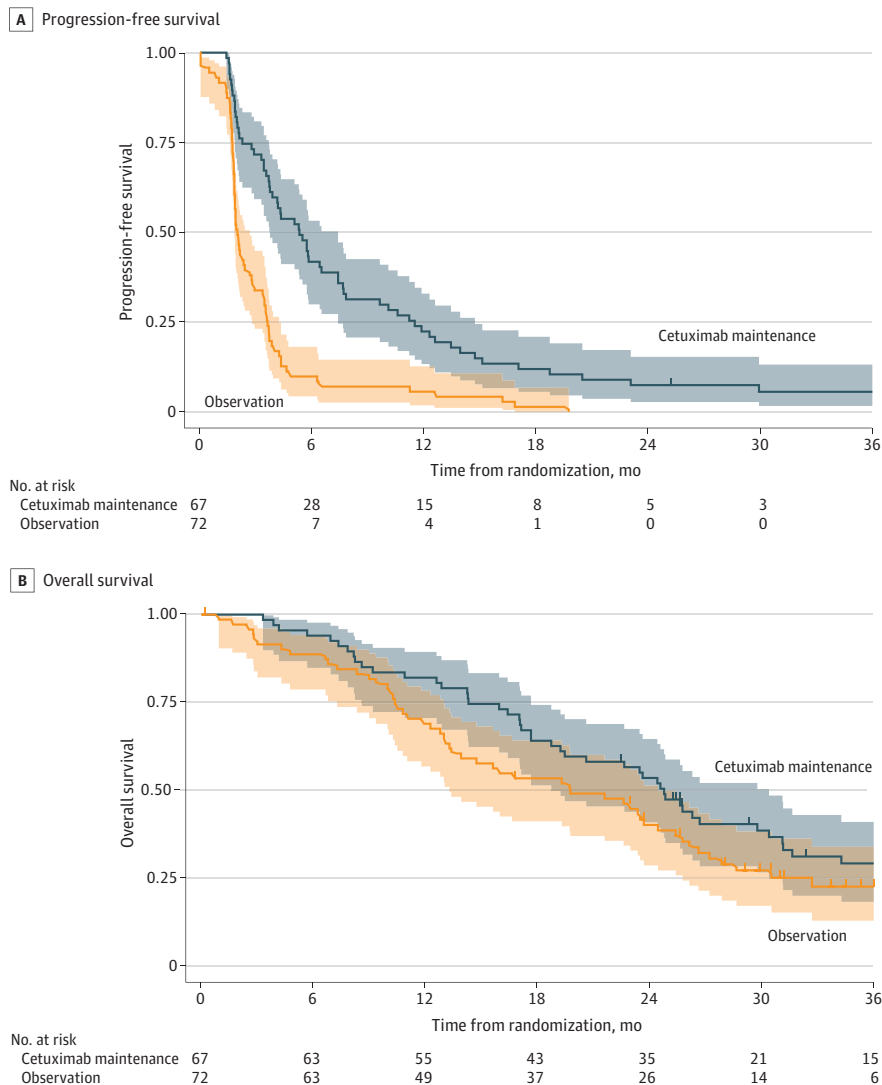 A Progression-free survival
1.00
0.75
0.50
0.25
0
Progression-free survival
Cetuximab maintenance
Observation
0 6 12 18 24 30 36
Time from randomization, mo
No. at risk
Cetuximab maintenance 67 28 15 8 5 3
Observation 72 7 4 1 0 0
B Overall survival
1.00
0.75
0.50
0.25
0
Overall survival
Cetuximab maintenance
Observation
0 6 12 18 24 30 36
Time from randomization, mo
No. at risk
Cetuximab maintenance 67 63 55 43 35 21 15
Observation 72 63 49 37 26 14 6